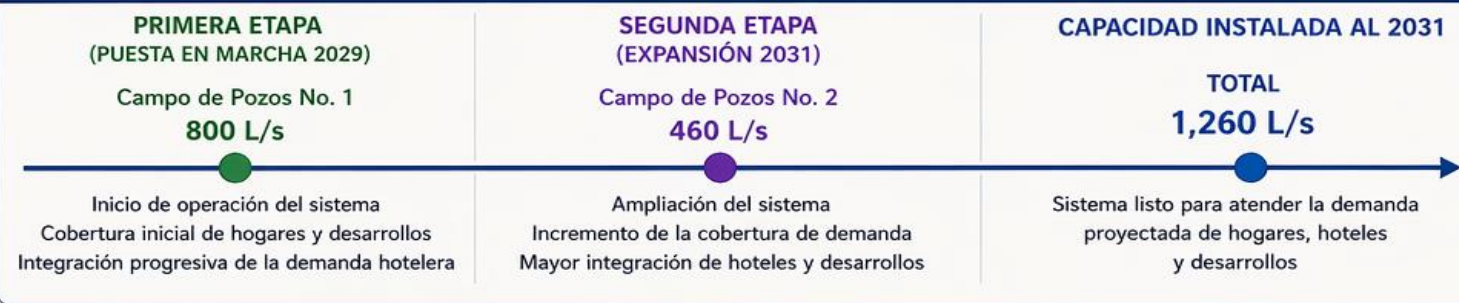 PRIMERA ETAPA
(PUESTA EN MARCHA 2029)
Campo de Pozos No. 1
800 L/s
Inicio de operación del sistema
Cobertura inicial de hogares y desarrollos
Integración progresiva de la demanda hotelera
SEGUNDA ETAPA
(EXPANSIÓN 2031)
Campo de Pozos No. 2
460 L/s
Ampliación del sistema
Incremento de la cobertura de demanda
Mayor integración de hoteles y desarrollos
CAPACIDAD INSTALADA AL 2031
TOTAL
1,260 L/s
Sistema listo para atender la demanda
proyectada de hogares, hoteles
y desarrollos